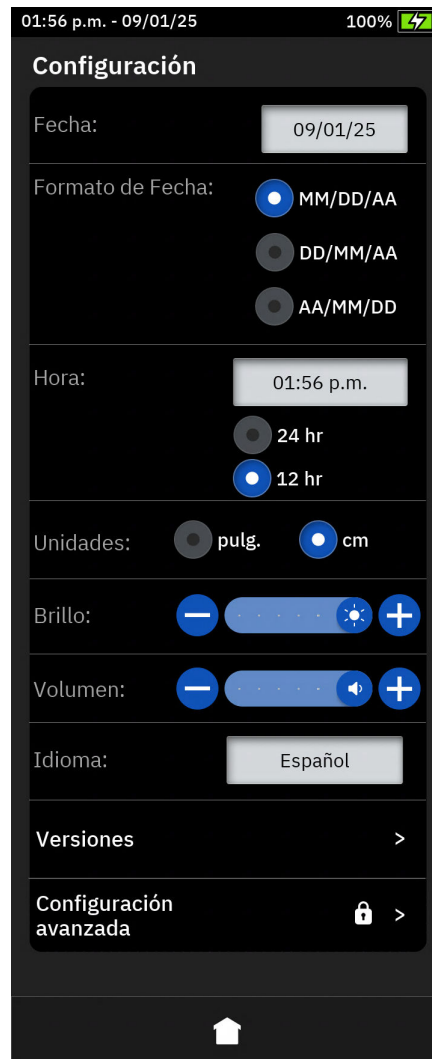 01:56 p.m. - 09/01/25 100%
Configuración
Fecha: 09/01/25
Formato de Fecha: MM/DD/AA
DD/MM/AA
AA/MM/DD
Hora: 01:56 p.m.
24 hr
12 hr
Unidades: pulg. cm
Brillo:
Volumen:
Idioma: Español
Versiones >
Configuración
avanzada >